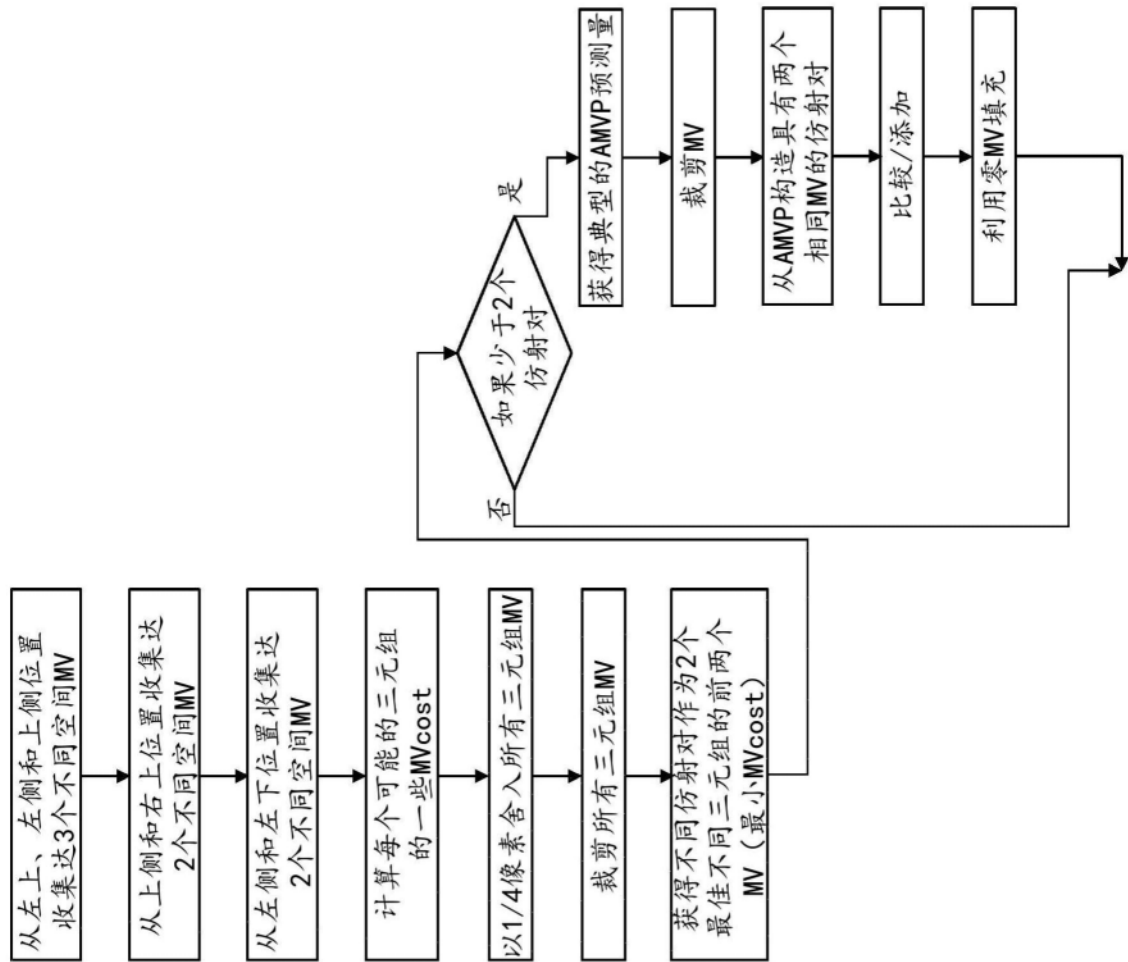 从左上、左侧和上侧位置
收集达3个不同空间MV
从上侧和右上位置收集达
2个不同空间MV
从左侧和左下位置收集达
2个不同空间MV
计算每个可能的三元组
的一些MVcost
以1/4像素舍入所有三元组MV
裁剪所有三元组MV
获得不同仿射对作为2个
最佳不同三元组的前两个
MV（最小MVcost）
如果少于2个
仿射对
否
是
获得典型的AMVP预测量
裁剪MV
从AMVP构造具有两个
相同MV的仿射对
比较/添加
利用零MV填充